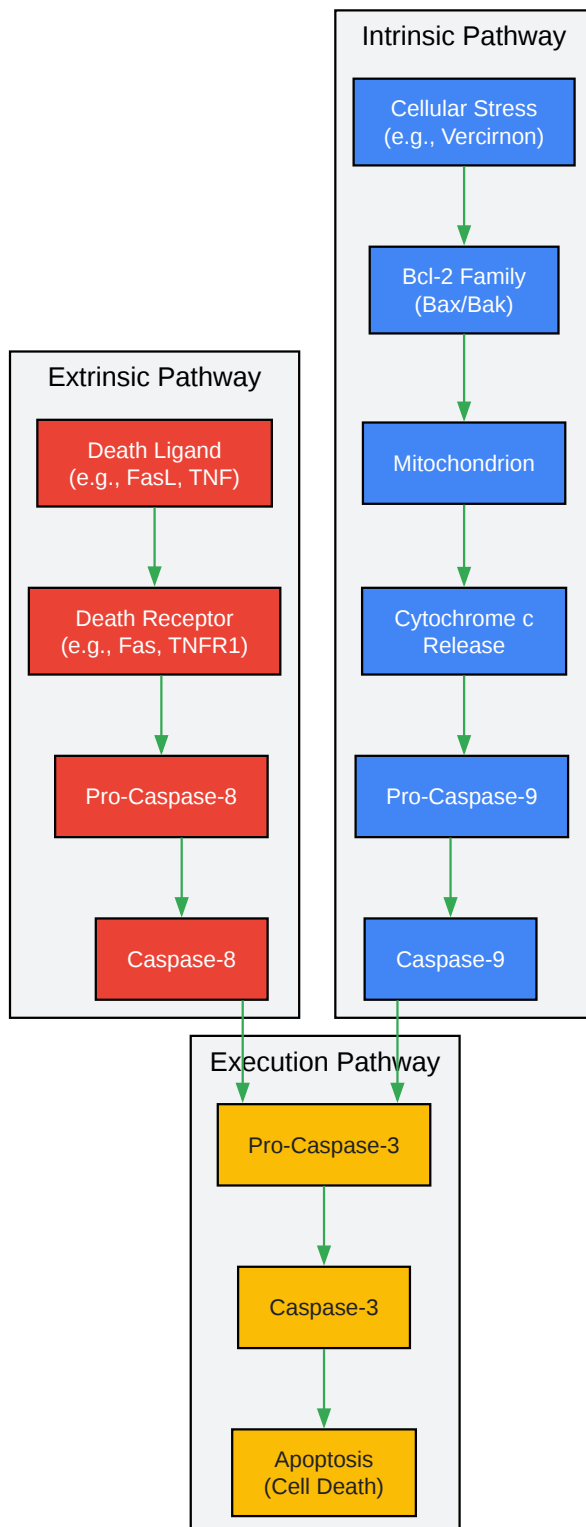 Intrinsic Pathway
Cellular Stress
(e.g., Vercirnon)
Bcl-2 Family
(Bax/Bak)
Mitochondrion
Cytochrome c
Release
Pro-Caspase-9
Caspase-9
Extrinsic Pathway
Death Ligand
(e.g., FasL, TNF)
Death Receptor
(e.g., Fas, TNFR1)
Pro-Caspase-8
Caspase-8
Execution Pathway
Pro-Caspase-3
Caspase-3
Apoptosis
(Cell Death)